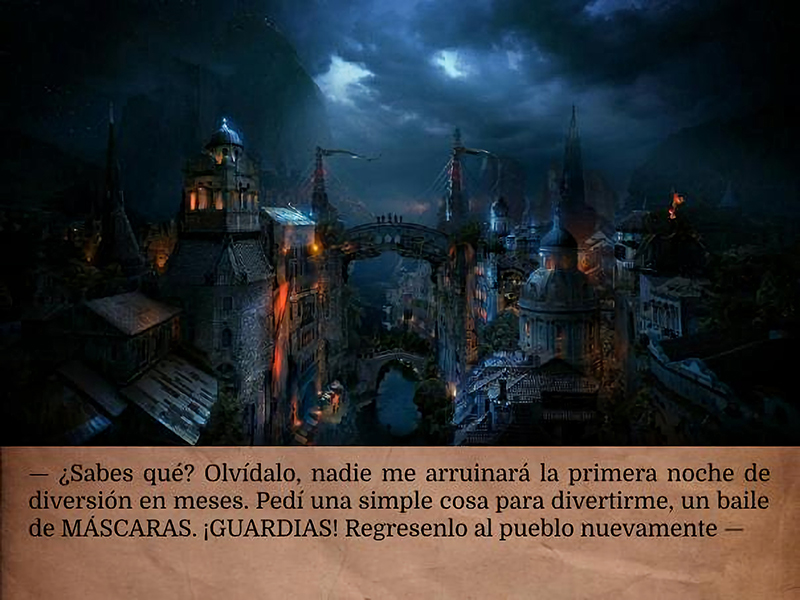 — ¿Sabes qué? Olvídalo, nadie me arruinará la primera noche de
diversión en meses. Pedí una simple cosa para divertirme, un baile
de MÁSCARAS. ¡GUARDIAS! Regresenlo al pueblo nuevamente —